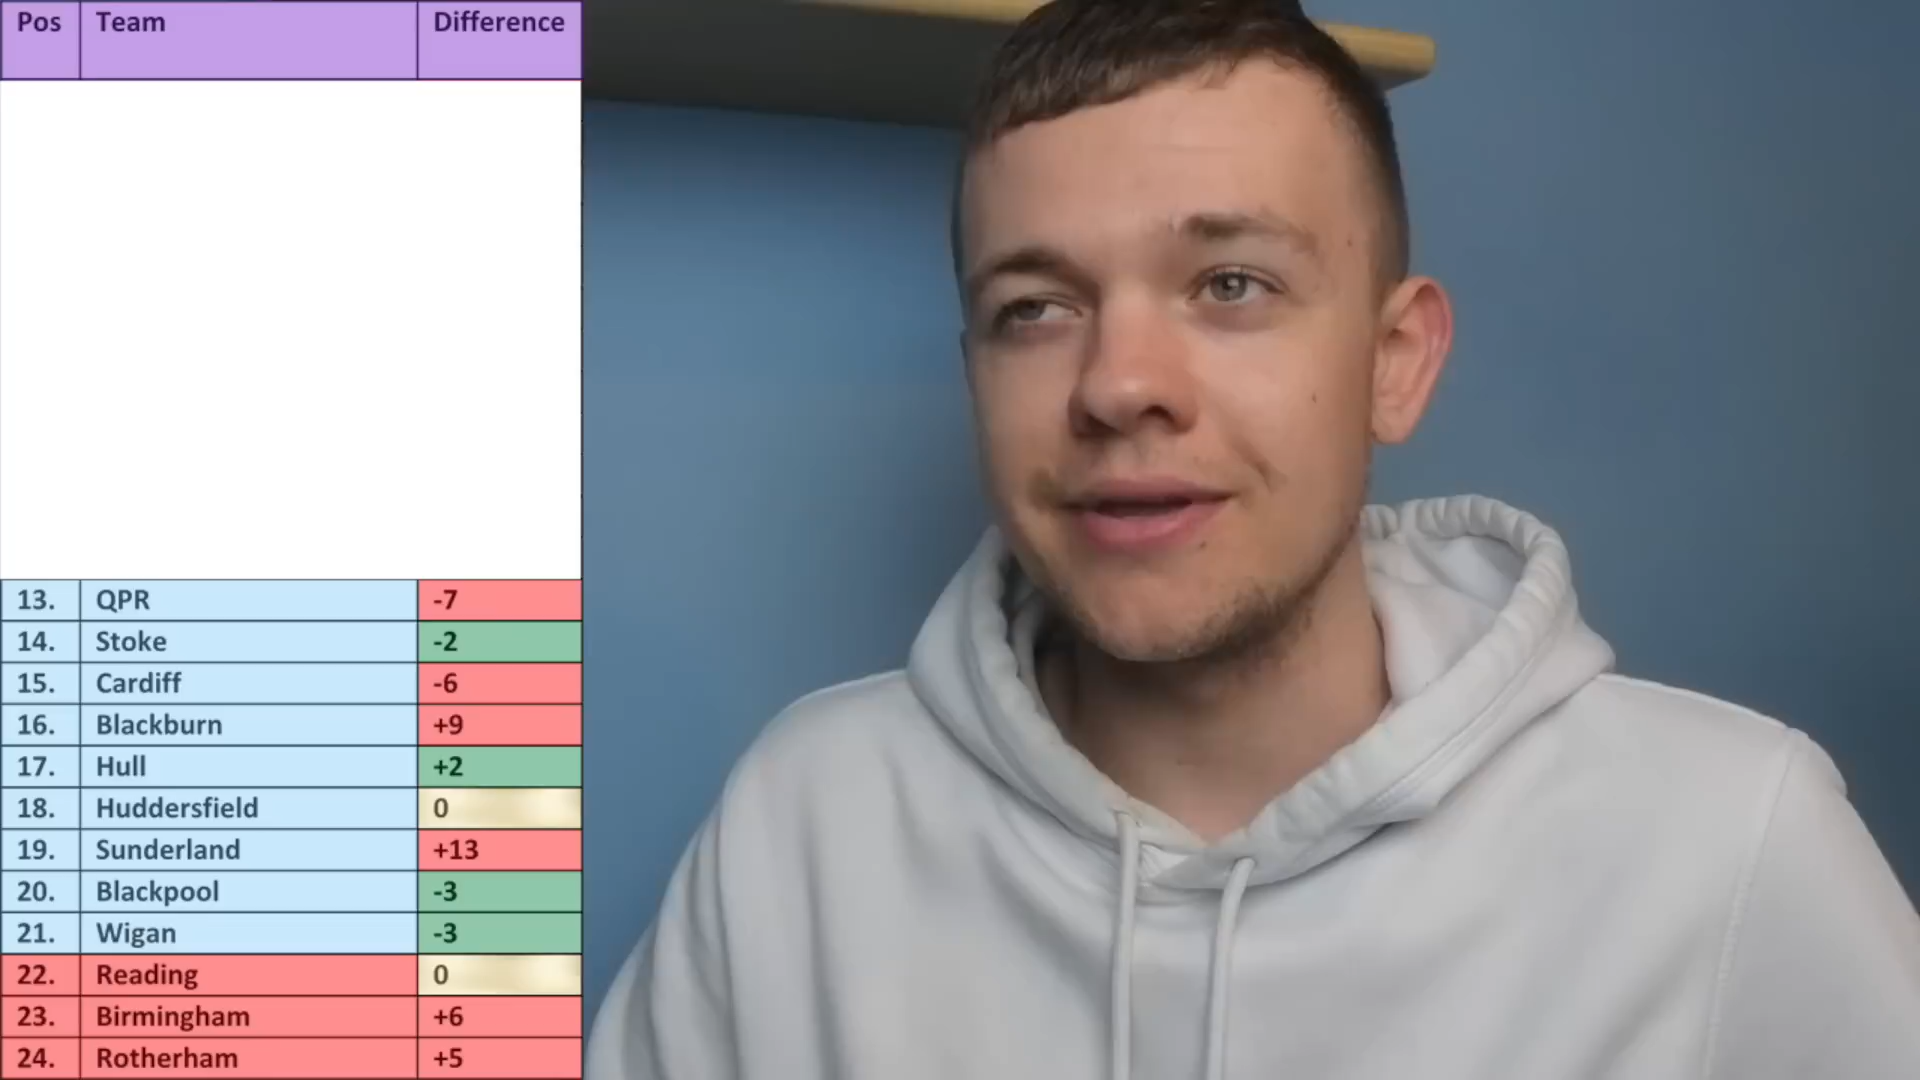 Pos Team Difference
13. QPR -7
14. Stoke -2
15. Cardiff -6
16. Blackburn +9
17. Hull +2
18. Huddersfield 0
19. Sunderland +13
20. Blackpool -3
21. Wigan -3
22. Reading 0
23. Birmingham +6
24. Rotherham +5